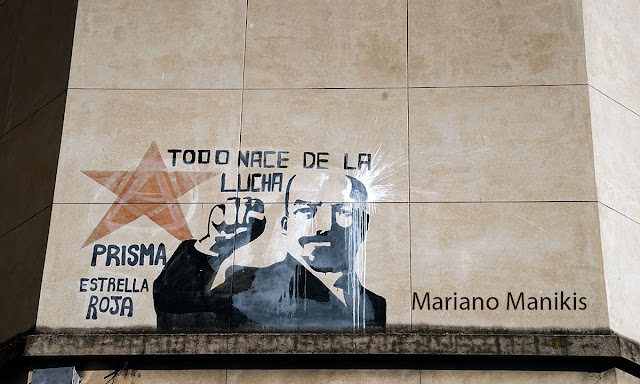 TODO NACE DE LA
LUCHA
PRISMA
ESTRELLA
ROJA
Mariano Manikis